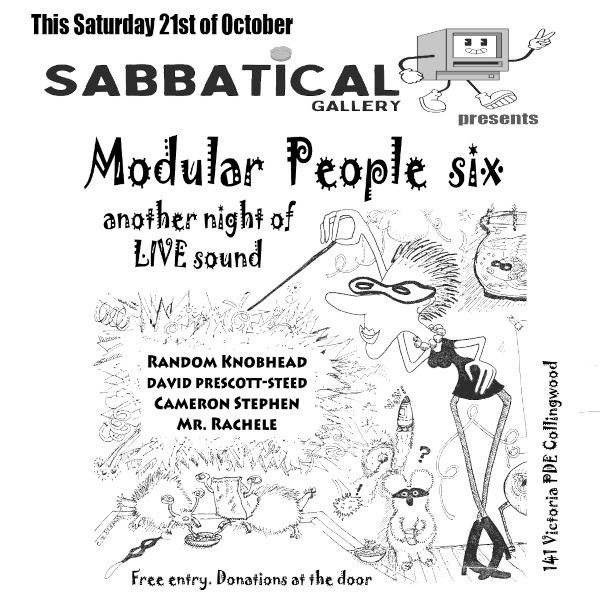 This Saturday 21st of October
SABBATICAL
GALLERY
presents
Modular People six
another night of
LIVE sound
RANDOM KNOBHEAD
DAVID PRESCOTT-STEED
CAMERON STEPHEN
MR. RACHELE
?
141 Victoria PDE Collingwood
Free entry. Donations at the door